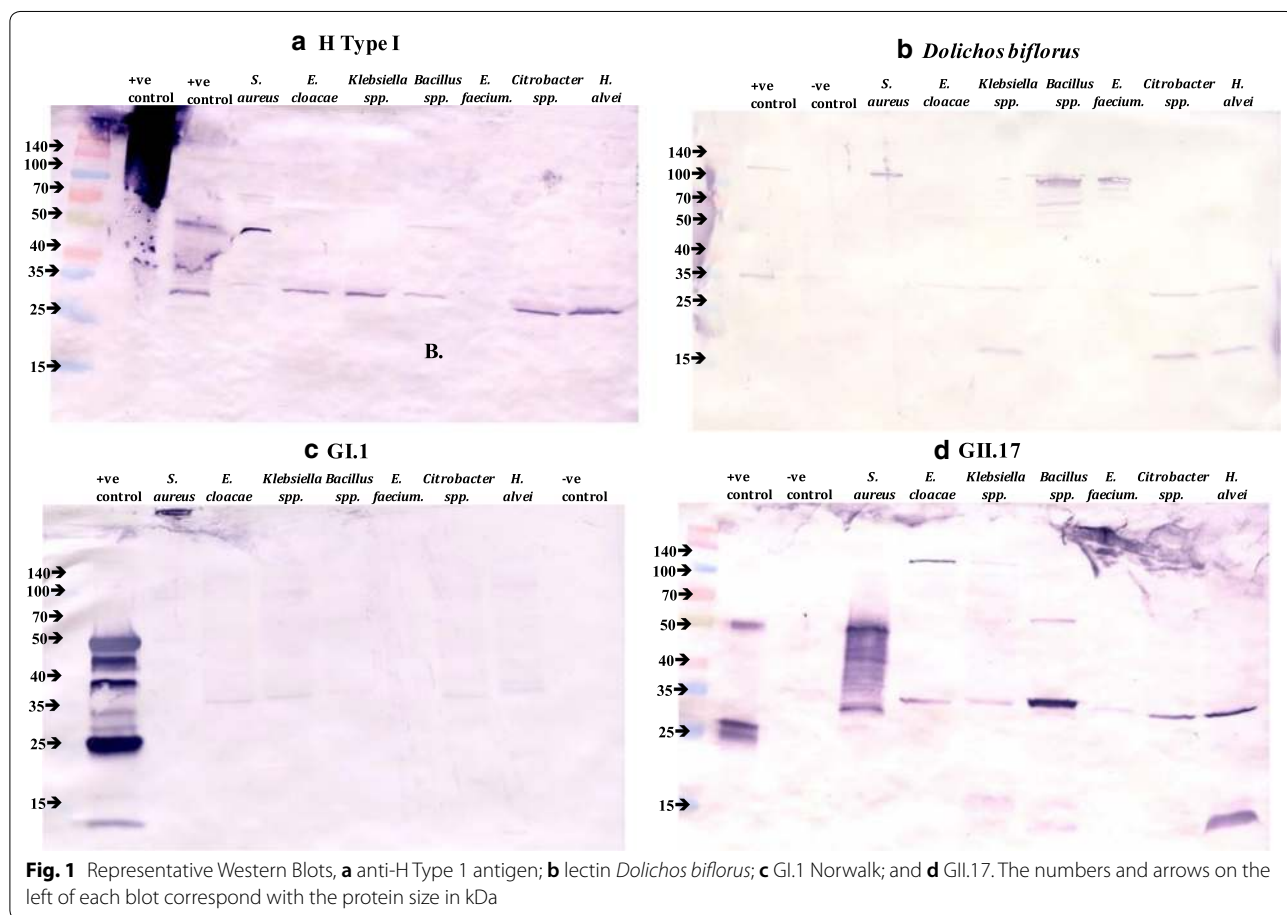 a H Type I
+ve control
+ve control
S. aureus
E. cloacae
Klebsiella spp.
Bacillus spp.
E. faecium.
Citrobacter spp.
H. alvei
140
100
70
50
40
35
25
15
B.
b Dolichos biflorus
+ve control
-ve control
S. aureus
E. cloacae
Klebsiella spp.
Bacillus spp.
E. faecium.
Citrobacter spp.
H. alvei
140
100
70
50
40
35
25
15
c GI.1
+ve control
S. aureus
E. cloacae
Klebsiella spp.
Bacillus spp.
E. faecium.
Citrobacter spp.
H. alvei
-ve control
140
100
70
50
40
35
25
15
d GII.17
+ve control
-ve control
S. aureus
E. cloacae
Klebsiella spp.
Bacillus spp.
E. faecium.
Citrobacter spp.
H. alvei
140
100
70
50
40
35
25
15
Fig. 1 Representative Western Blots, a anti-H Type 1 antigen; b lectin Dolichos biflorus; c GI.1 Norwalk; and d GII.17. The numbers and arrows on the
left of each blot correspond with the protein size in kDa